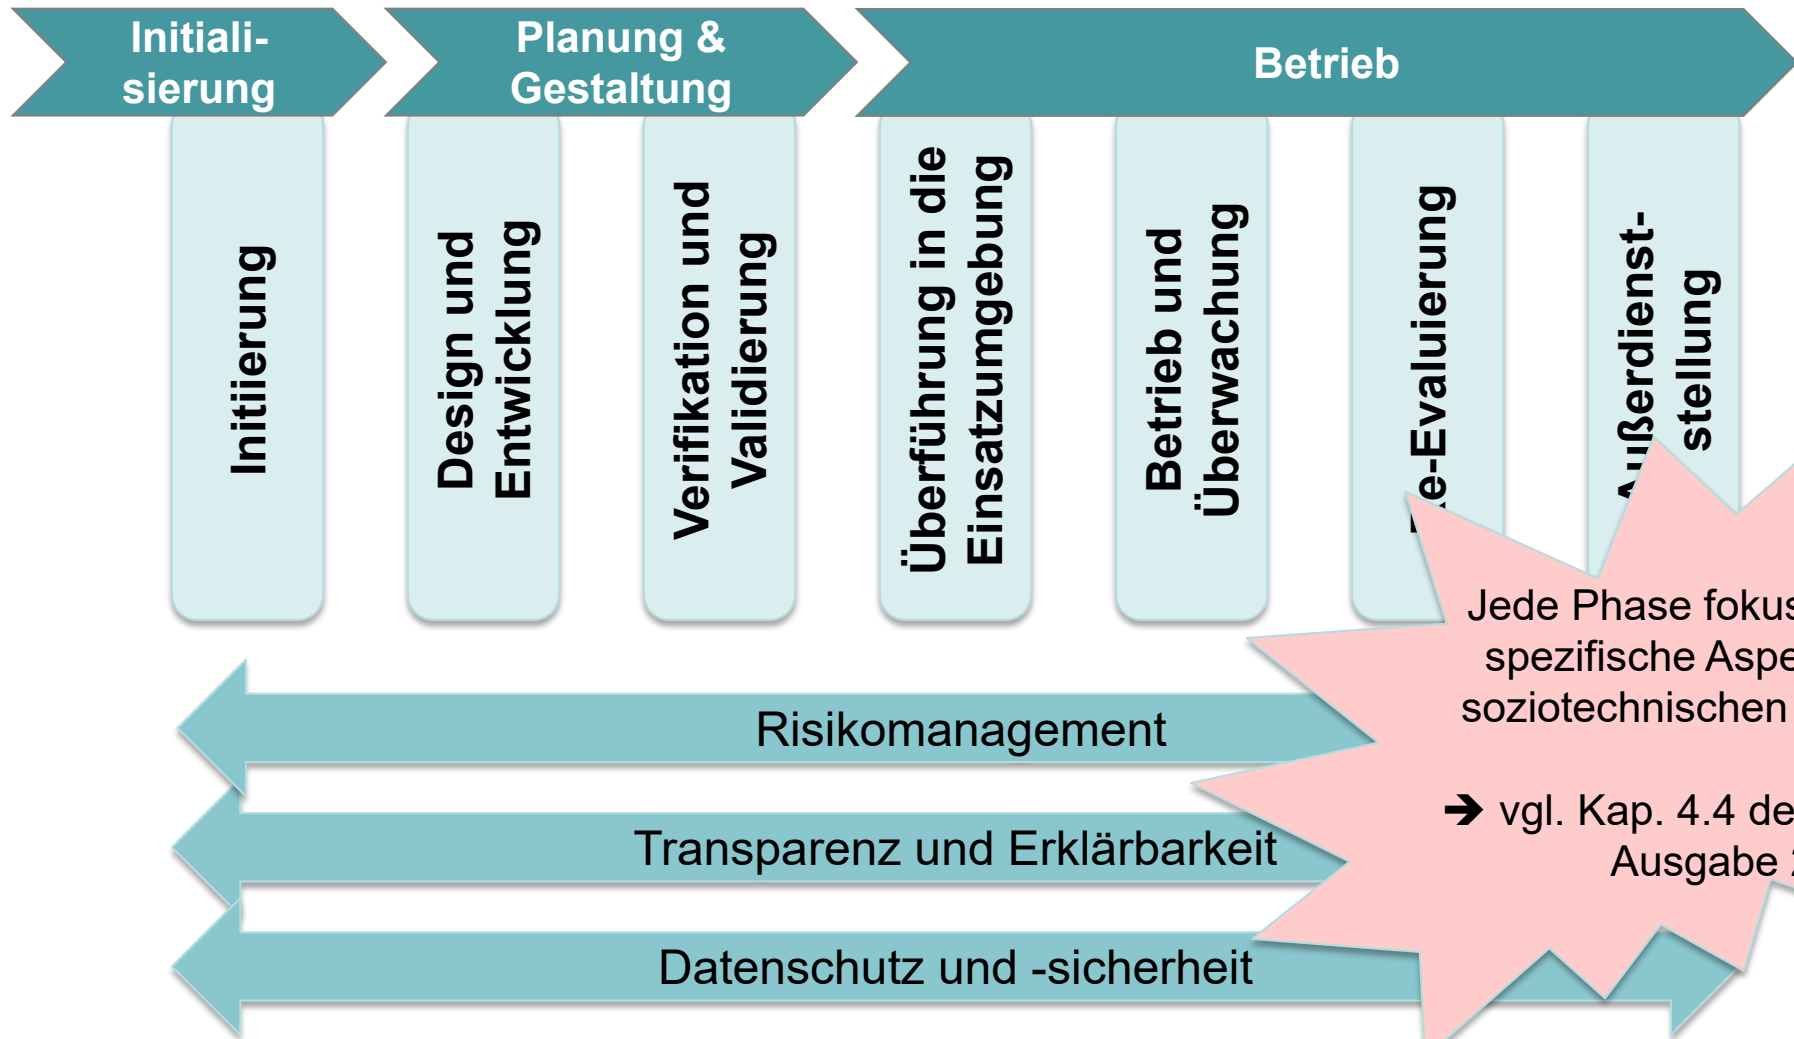 Initiali-
sierung
Planung &
Gestaltung
Betrieb
Initiierung
Design und
Entwicklung
Verifikation und
Validierung
Überführung in die
Einsatzumgebung
Betrieb und
Überwachung
e-Evaluierung
Außerdienst-
stellung
Risikomanagement
Transparenz und Erklärbarkeit
Datenschutz und -sicherheit
Jede Phase fokus
spezifische Aspe
soziotechnischen
➔ vgl. Kap. 4.4 de
Ausgabe